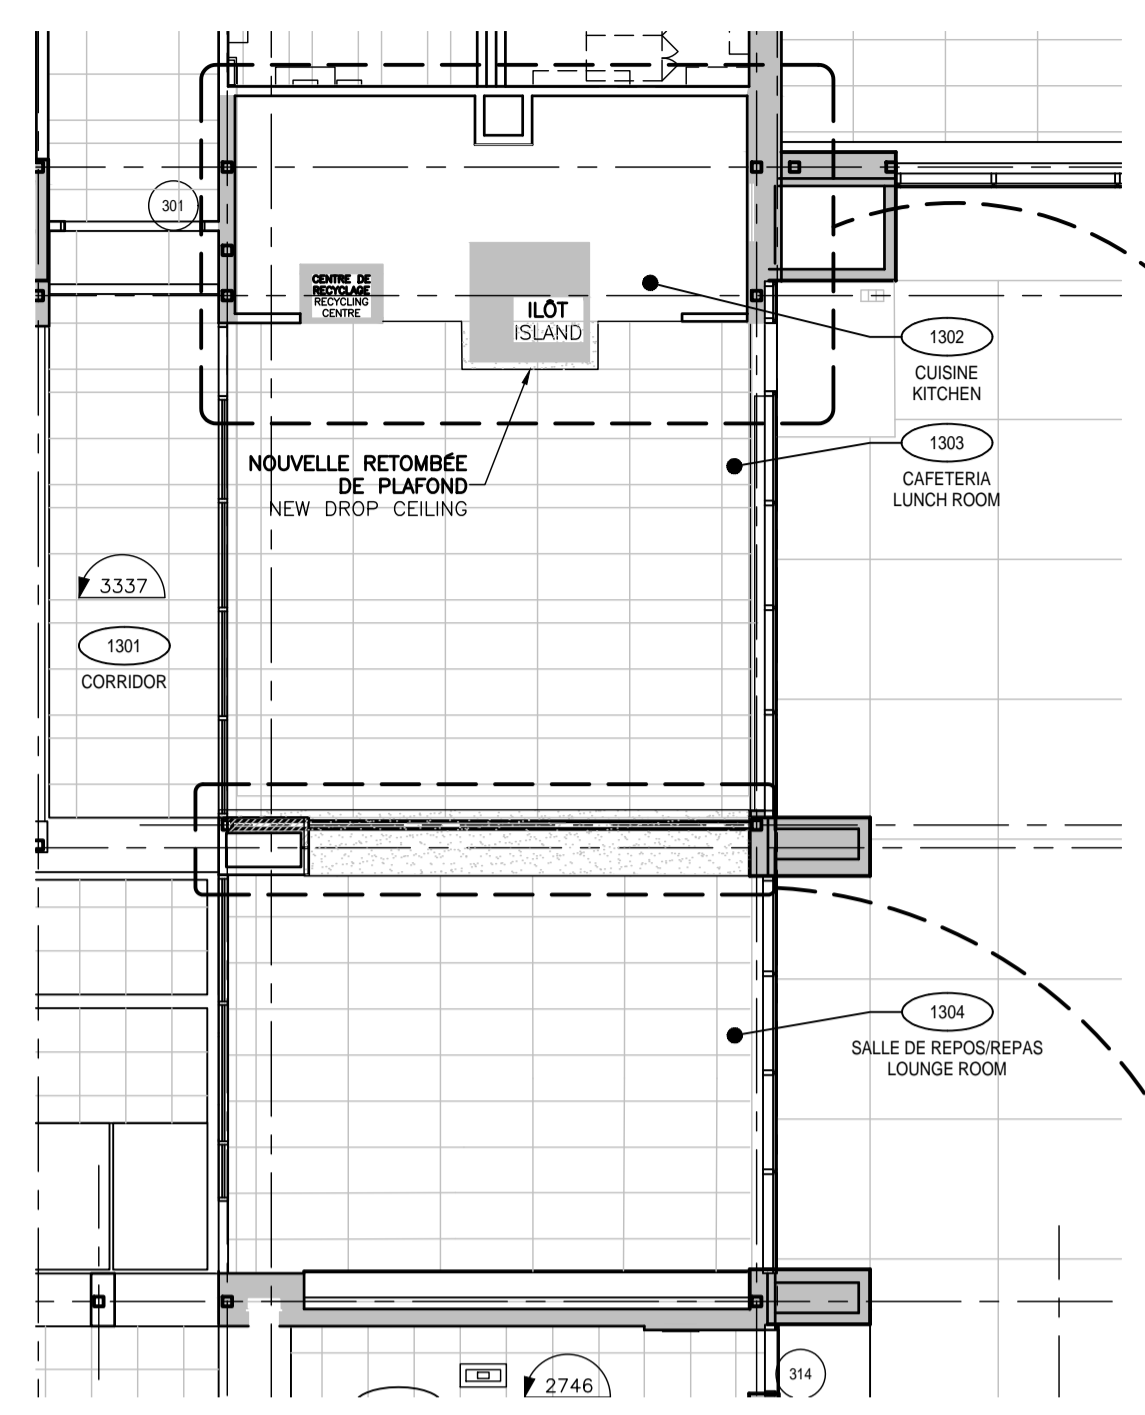 301
CENTRE DE
RECYCLAGE
RECYCLING
CENTRE
ILÔT
ISLAND
1302
CUISINE
KITCHEN
1303
CAFETERIA
LUNCH ROOM
NOUVELLE RETOMBÉE
DE PLAFOND
NEW DROP CEILING
3337
1301
CORRIDOR
1304
SALLE DE REPOS/REPAS
LOUNGE ROOM
2746
314